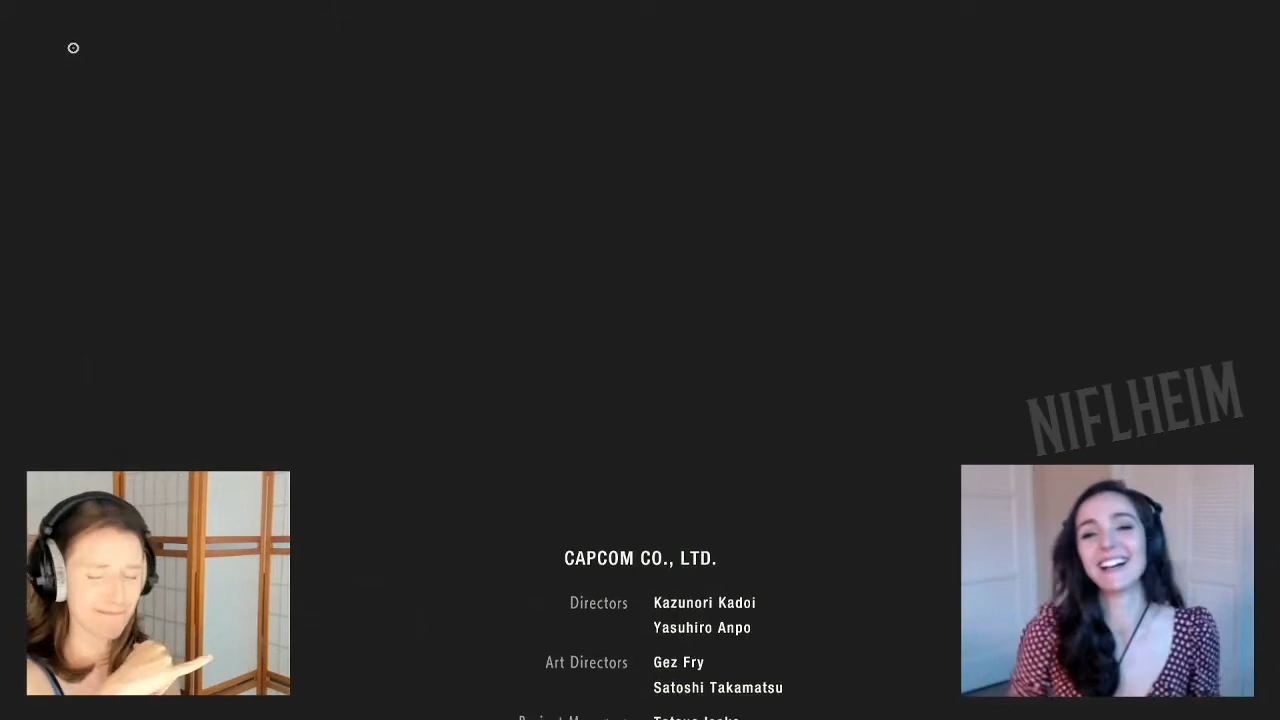 NIFLHEIM
CAPCOM CO., LTD.
Directors Kazunori Kadoi
Yasuhiro Anpo
Art Directors Gez Fry
Satoshi Takamatsu